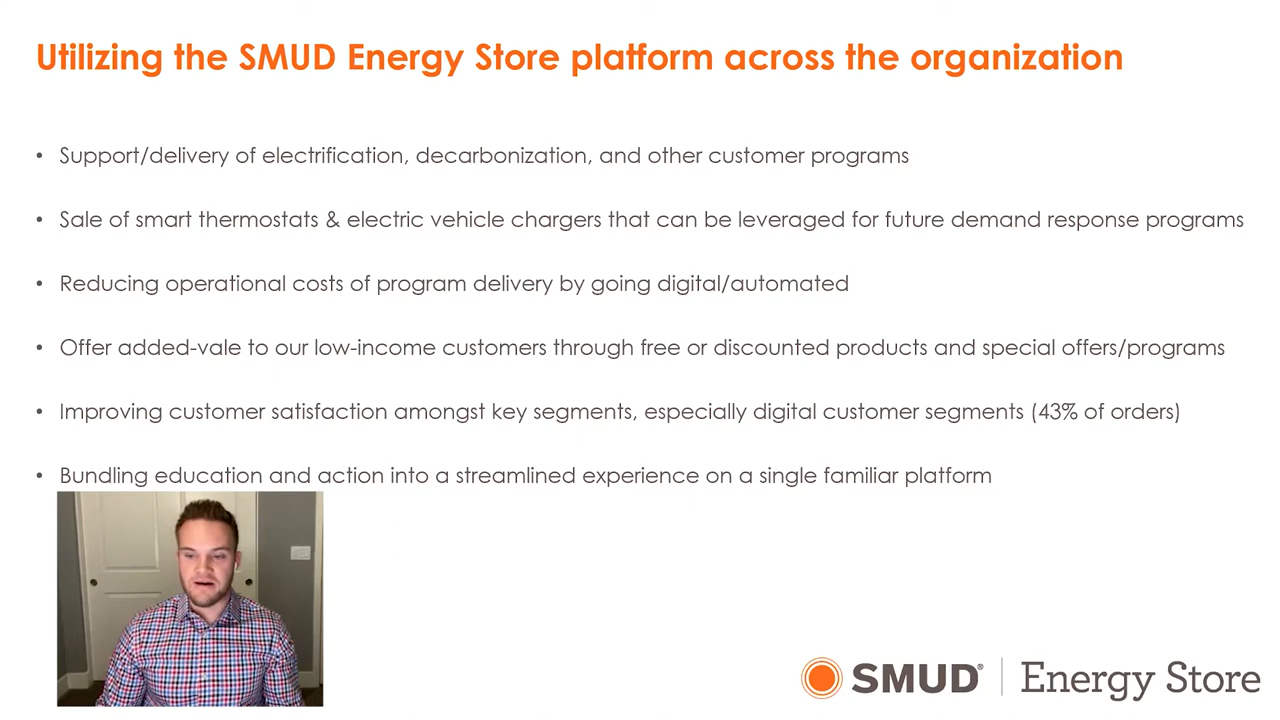 Utilizing the SMUD Energy Store platform across the organization
• Support/delivery of electrification, decarbonization, and other customer programs
• Sale of smart thermostats & electric vehicle chargers that can be leveraged for future demand response programs
• Reducing operational costs of program delivery by going digital/automated
• Offer added-vale to our low-income customers through free or discounted products and special offers/programs
• Improving customer satisfaction amongst key segments, especially digital customer segments (43% of orders)
• Bundling education and action into a streamlined experience on a single familiar platform
SMUD® | Energy Store